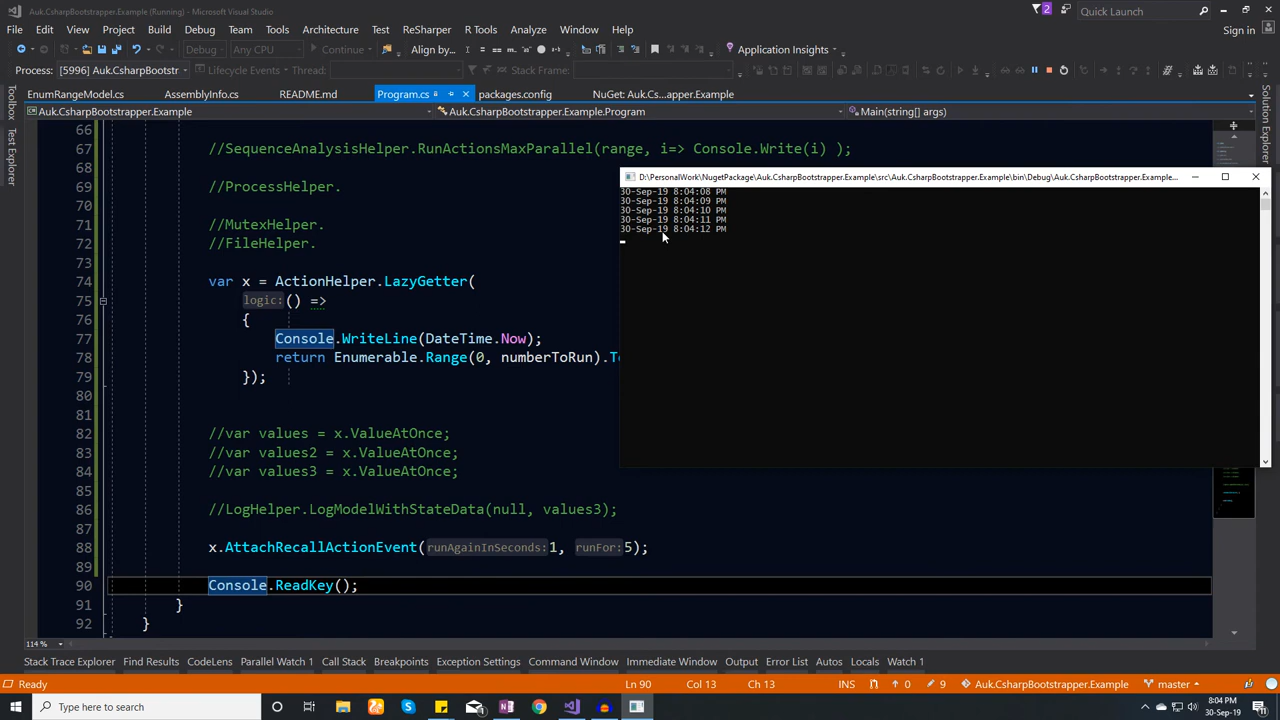 Auk.CsharpBootstrapper.Example (Running) - Microsoft Visual Studio
2
Quick Launch
File Edit View Project Build Debug Team Tools Architecture Test ReSharper R Tools Analyze Window Help
Sign in
Debug Any CPU Continue Align by... Application Insights
Process: [5996] Auk.CsharpBootstr Lifecycle Events Thread: Stack Frame:
EnumRangeModel.cs AssemblyInfo.cs README.md Program.cs packages.config NuGet: Auk.Cs...apper.Example
Auk.CsharpBootstrapper.Example Auk.CsharpBootstrapper.Example.Program Main(string[] args)
Toolbox
Test Explorer
Solution Explorer
66
67 //SequenceAnalysisHelper.RunActionsMaxParallel(range, i=> Console.Write(i) );
68
69 //ProcessHelper.
70
71 //MutexHelper.
72 //FileHelper.
73
74 var x = ActionHelper.LazyGetter(
75 logic: () =>
76 {
77 Console.WriteLine(DateTime.Now);
78 return Enumerable.Range(0, numberToRun).T
79 });
80
81
82 //var values = x.ValueAtOnce;
83 //var values2 = x.ValueAtOnce;
84 //var values3 = x.ValueAtOnce;
85
86 //LogHelper.LogModelWithStateData(null, values3);
87
88 x.AttachRecallActionEvent(runAgainInSeconds:1, runFor:5);
89
90 Console.ReadKey();
91 }
92 }
D:\PersonalWork\NugetPackage\Auk.CsharpBootstrapper.Example\src\Auk.CsharpBootstrapper.Example\bin\Debug\Auk.CsharpBootstrapper.Example...
30-Sep-19 8:04:08 PM
30-Sep-19 8:04:09 PM
30-Sep-19 8:04:10 PM
30-Sep-19 8:04:11 PM
30-Sep-19 8:04:12 PM
114 %
Stack Trace Explorer Find Results CodeLens Parallel Watch 1 Call Stack Breakpoints Exception Settings Command Window Immediate Window Output Error List Autos Locals Watch 1
Ready Ln 90 Col 13 Ch 13 INS 0 9 Auk.CsharpBootstrapper.Example master
Type here to search
8:04 PM
30-Sep-19